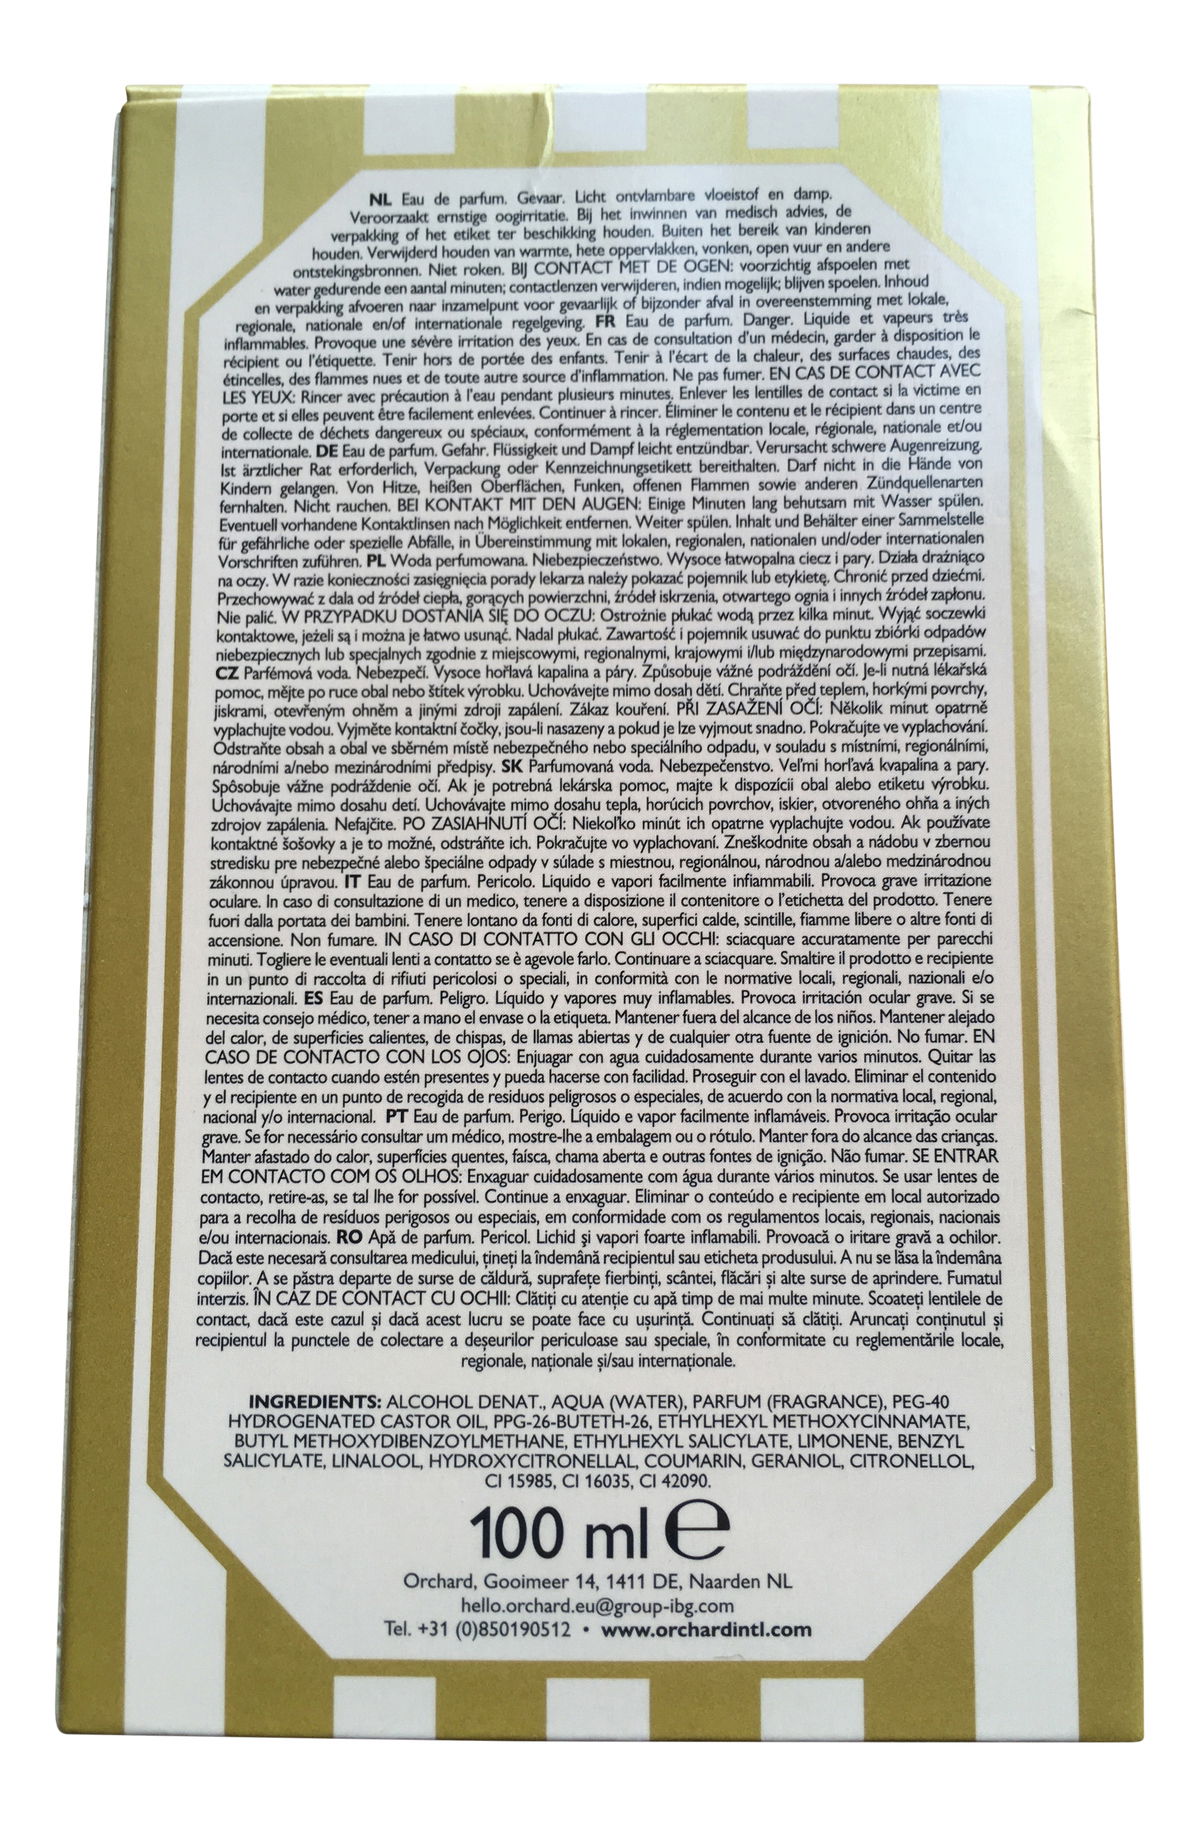 NL Eau de parfum. Gevaar. Licht ontvlambare vloeistof en damp.
Veroorzaakt ernstige oogirritatie. Bij het inwinnen van medisch advies, de
verpakking of het etiket ter beschikking houden. Buiten het bereik van kinderen
houden. Verwijderd houden van warmte, hete oppervlakken, vonken, open vuur en andere
ontstekingsbronnen. Niet roken. BIJ CONTACT MET DE OGEN: voorzichtig afspoelen met
water gedurende een aantal minuten; contactlenzen verwijderen, indien mogelijk; blijven spoelen. Inhoud
en verpakking afvoeren naar inzamelpunt voor gevaarlijk of bijzonder afval in overeenstemming met lokale,
regionale, nationale en/of internationale regelgeving. FR Eau de parfum. Danger. Liquide et vapeurs très
inflammables. Provoque une sévère irritation des yeux. En cas de consultation d'un médecin, garder à disposition le
récipient ou l'étiquette. Tenir hors de portée des enfants. Tenir à l'écart de la chaleur, des surfaces chaudes, des
étincelles, des flammes nues et de toute autre source d'inflammation. Ne pas fumer. EN CAS DE CONTACT AVEC
LES YEUX: Rincer avec précaution à l'eau pendant plusieurs minutes. Enlever les lentilles de contact si la victime en
porte et si elles peuvent être facilement enlevées. Continuer à rincer. Éliminer le contenu et le récipient dans un centre
de collecte de déchets dangereux ou spéciaux, conformément à la réglementation locale, régionale, nationale et/ou
internationale. DE Eau de parfum. Gefahr. Flüssigkeit und Dampf leicht entzündbar. Verursacht schwere Augenreizung.
Ist ärztlicher Rat erforderlich, Verpackung oder Kennzeichnungsetikett bereithalten. Darf nicht in die Hände von
Kindern gelangen. Von Hitze, heißen Oberflächen, Funken, offenen Flammen sowie anderen Zündquellenarten
fernhalten. Nicht rauchen. BEI KONTAKT MIT DEN AUGEN: Einige Minuten lang behutsam mit Wasser spülen.
Eventuell vorhandene Kontaktlinsen nach Möglichkeit entfernen. Weiter spülen. Inhalt und Behälter einer Sammelstelle
für gefährliche oder spezielle Abfälle, in Übereinstimmung mit lokalen, regionalen, nationalen und/oder internationalen
Vorschriften zuführen. PL Woda perfumowana. Niebezpieczeństwo. Wysoce łatwopalna ciecz i pary. Działa drażniąco
na oczy. W razie konieczności zasięgnięcia porady lekarza należy pokazać pojemnik lub etykietę. Chronić przed dziećmi.
Przechowywać z dala od źródeł ciepła, gorących powierzchni, źródeł iskrzenia, otwartego ognia i innych źródeł zapłonu.
Nie palić. W PRZYPADKU DOSTANIA SIĘ DO OCZU: Ostrożnie płukać wodą przez kilka minut. Wyjąć soczewki
kontaktowe, jeżeli są i można je łatwo usunąć. Nadal płukać. Zawartość i pojemnik usuwać do punktu zbiórki odpadów
niebezpiecznych lub specjalnych zgodnie z miejscowymi, regionalnymi, krajowymi i/lub międzynarodowymi przepisami.
CZ Parfémová voda. Nebezpečí. Vysoce hořlavá kapalina a páry. Způsobuje vážné podráždění očí. Je-li nutná lékařská
pomoc, mějte po ruce obal nebo štítek výrobku. Uchovávejte mimo dosah dětí. Chraňte před teplem, horkými povrchy,
jiskrami, otevřeným ohněm a jinými zdroji zapálení. Zákaz kouření. PŘI ZASAŽENÍ OČÍ: Několik minut opatrně
vyplachujte vodou. Vyjměte kontaktní čočky, jsou-li nasazeny a pokud je lze vyjmout snadno. Pokračujte ve vyplachování.
Odstraňte obsah a obal ve sběrném místě nebezpečného nebo speciálního odpadu, v souladu s místními, regionálními,
národními a/nebo mezinárodními předpisy. SK Parfumovaná voda. Nebezpečenstvo. Veľmi horľavá kvapalina a pary.
Spôsobuje vážne podráždenie očí. Ak je potrebná lekárska pomoc, majte k dispozícii obal alebo etiketu výrobku.
Uchovávajte mimo dosahu detí. Uchovávajte mimo dosahu tepla, horúcich povrchov, iskier, otvoreného ohňa a iných
zdrojov zapálenia. Nefajčite. PO ZASIAHNUTÍ OČÍ: Niekoľko minút ich opatrne vyplachujte vodou. Ak používate
kontaktné šošovky a je to možné, odstráňte ich. Pokračujte vo vyplachovaní. Zneškodnite obsah a nádobu v zbernou
stredisku pre nebezpečné alebo špeciálne odpady v súlade s miestnou, regionálnou, národnou a/alebo medzinárodnou
zákonnou úpravou. IT Eau de parfum. Pericolo. Liquido e vapori facilmente infiammabili. Provoca grave irritazione
oculare. In caso di consultazione di un medico, tenere a disposizione il contenitore o l'etichetta del prodotto. Tenere
fuori dalla portata dei bambini. Tenere lontano da fonti di calore, superfici calde, scintille, fiamme libere o altre fonti di
accensione. Non fumare. IN CASO DI CONTATTO CON GLI OCCHI: sciacquare accuratamente per parecchi
minuti. Togliere le eventuali lenti a contatto se è agevole farlo. Continuare a sciacquare. Smaltire il prodotto e recipiente
in un punto di raccolta di rifiuti pericolosi o speciali, in conformità con le normative locali, regionali, nazionali e/o
internazionali. ES Eau de parfum. Peligro. Líquido y vapores muy inflamables. Provoca irritación ocular grave. Si se
necesita consejo médico, tener a mano el envase o la etiqueta. Mantener fuera del alcance de los niños. Mantener alejado
del calor, de superficies calientes, de chispas, de llamas abiertas y de cualquier otra fuente de ignición. No fumar. EN
CASO DE CONTACTO CON LOS OJOS: Enjuagar con agua cuidadosamente durante varios minutos. Quitar las
lentes de contacto cuando estén presentes y pueda hacerse con facilidad. Proseguir con el lavado. Eliminar el contenido
y el recipiente en un punto de recogida de residuos peligrosos o especiales, de acuerdo con la normativa local, regional,
nacional y/o internacional. PT Eau de parfum. Perigo. Líquido e vapor facilmente inflamáveis. Provoca irritação ocular
grave. Se for necessário consultar um médico, mostre-lhe a embalagem ou o rótulo. Manter fora do alcance das crianças.
Manter afastado do calor, superfícies quentes, faísca, chama aberta e outras fontes de ignição. Não fumar. SE ENTRAR
EM CONTACTO COM OS OLHOS: Enxaguar cuidadosamente com água durante vários minutos. Se usar lentes de
contacto, retire-as, se tal lhe for possível. Continue a enxaguar. Eliminar o conteúdo e recipiente em local autorizado
para a recolha de resíduos perigosos ou especiais, em conformidade com os regulamentos locais, regionais, nacionais
e/ou internacionais. RO Apă de parfum. Pericol. Lichid şi vapori foarte inflamabili. Provoacă o iritare gravă a ochilor.
Dacă este necesară consultarea medicului, țineți la îndemână recipientul sau eticheta produsului. A nu se lăsa la îndemâna
copiilor. A se păstra departe de surse de căldură, suprafețe fierbinți, scântei, flăcări și alte surse de aprindere. Fumatul
interzis. ÎN CAZ DE CONTACT CU OCHII: Clătiți cu atenție cu apă timp de mai multe minute. Scoateți lentilele de
contact, dacă este cazul și dacă acest lucru se poate face cu ușurință. Continuați să clătiți. Aruncați conținutul și
recipientul la punctele de colectare a deșeurilor periculoase sau speciale, în conformitate cu reglementările locale,
regionale, naționale și/sau internaționale.
INGREDIENTS: ALCOHOL DENAT., AQUA (WATER), PARFUM (FRAGRANCE), PEG-40
HYDROGENATED CASTOR OIL, PPG-26-BUTETH-26, ETHYLHEXYL METHOXYCINNAMATE,
BUTYL METHOXYDIBENZOYLMETHANE, ETHYLHEXYL SALICYLATE, LIMONENE, BENZYL
SALICYLATE, LINALOOL, HYDROXYCITRONELLAL, COUMARIN, GERANIOL, CITRONELLOL,
CI 15985, CI 16035, CI 42090.
100 ml e
Orchard, Gooimeer 14, 1411 DE, Naarden NL
hello.orchard.eu@group-ibg.com
Tel. +31 (0)850190512 • www.orchardintl.com